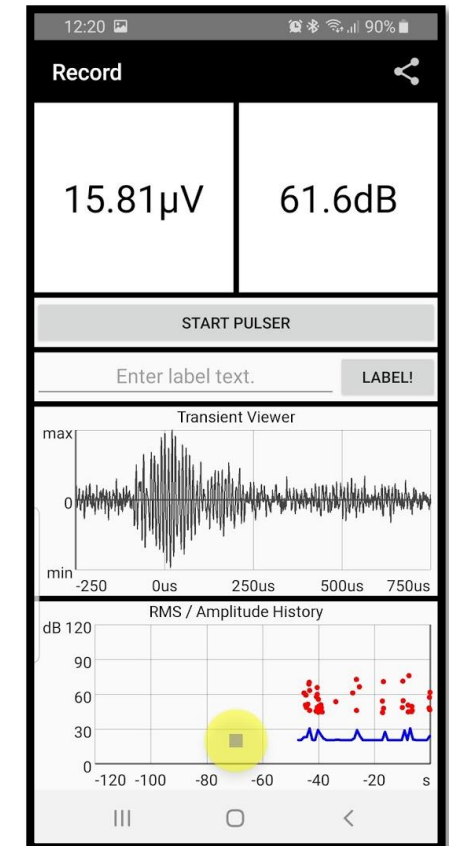 12:20 90%
Record
15.81µV 61.6dB
START PULSER
Enter label text. LABEL!
Transient Viewer
max
0
min
-250 0us 250us 500us 750us
RMS / Amplitude History
dB 120
90
60
30
0
-120 -100 -80 -60 -40 -20 s